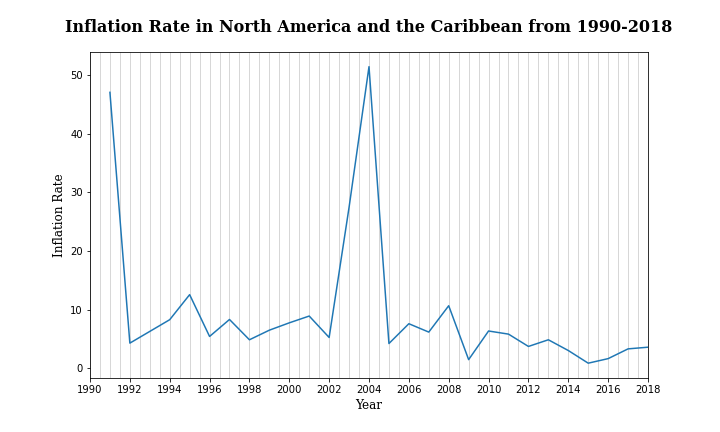 Inflation Rate in North America and the Caribbean from 1990-2018
50
40
30
20
10
0
Inflation Rate
1990 1992 1994 1996 1998 2000 2002 2004 2006 2008 2010 2012 2014 2016 2018
Year